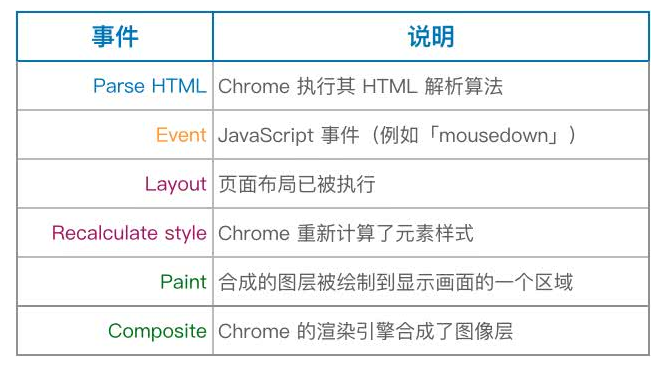 事件 说明
Parse HTML Chrome 执行其 HTML 解析算法
Event JavaScript 事件（例如「mousedown」）
Layout 页面布局已被执行
Recalculate style Chrome 重新计算了元素样式
Paint 合成的图层被绘制到显示画面的一个区域
Composite Chrome 的渲染引擎合成了图像层